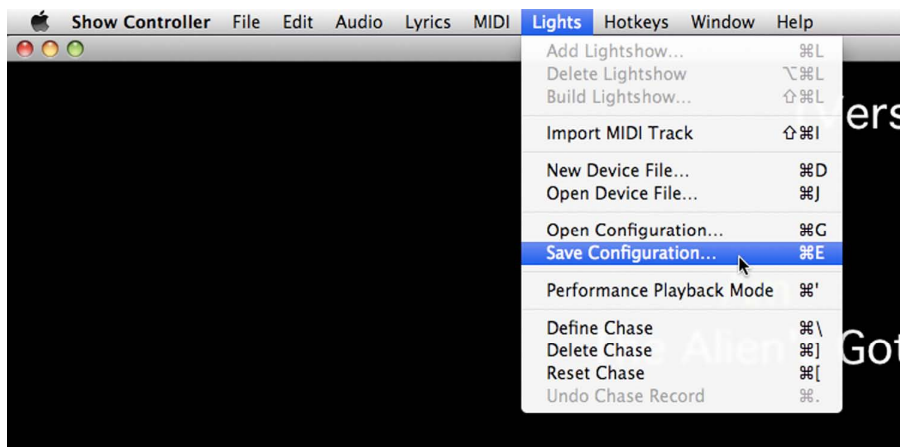 Show Controller File Edit Audio Lyrics MIDI Lights Hotkeys Window Help
Add Lightshow... ⌘L
Delete Lightshow ⌥⌘L
Build Lightshow... ⇧⌘L
Import MIDI Track ⇧⌘I
New Device File... ⌘D
Open Device File... ⌘J
Open Configuration... ⌘G
Save Configuration... ⌘E
Performance Playback Mode ⌘'
Define Chase ⌘\
Delete Chase ⌘]
Reset Chase ⌘[
Undo Chase Record ⌘.
Alien" Got